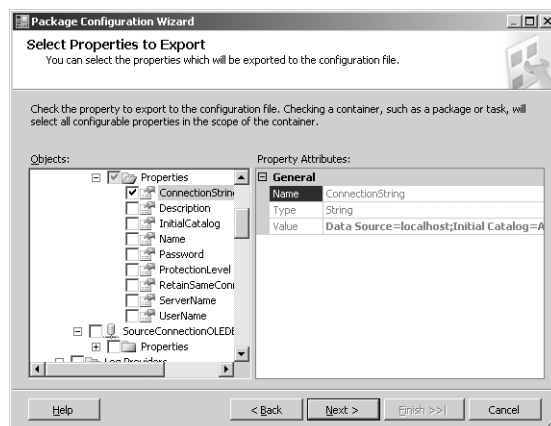 Package Configuration Wizard
Select Properties to Export
You can select the properties which will be exported to the configuration file.
Check the property to export to the configuration file. Checking a container, such as a package or task, will
select all configurable properties in the scope of the container.
Objects:
Property Attributes:
Properties
ConnectionStrin
Description
InitialCatalog
Name
Password
ProtectionLevel
RetainSameConn
ServerName
UserName
SourceConnectionOLEDB
Properties
Log Providers
General
Name ConnectionString
Type String
Value Data Source=localhost;Initial Catalog=A
Help
< Back
Next >
Finish >>|
Cancel